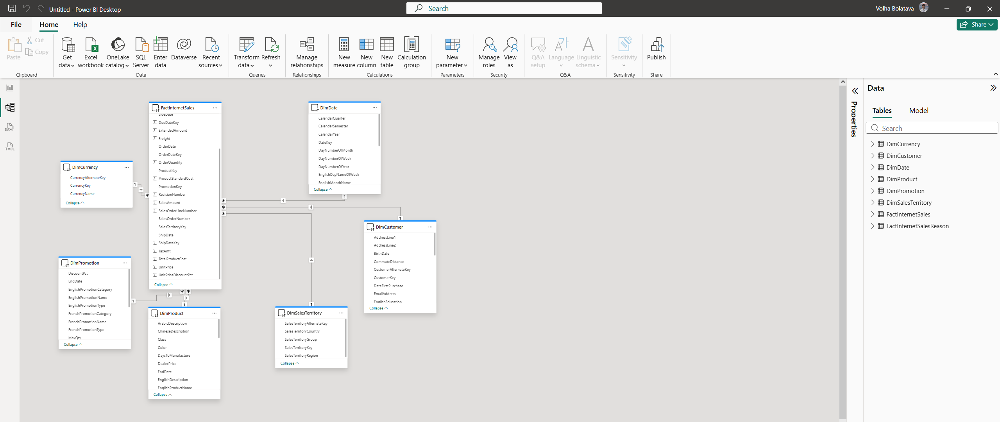 Untitled - Power BI Desktop
Search
Volha Bolatava
File
Home
Help
Share
Paste
Cut
Copy
Get data
Excel workbook
OneLake catalog
SQL Server
Enter data
Dataverse
Recent sources
Transform data
Refresh
Manage relationships
New measure
New column
New table
Calculation group
New parameter
Manage roles
View as
Q&A setup
Language
Linguistic schema
Sensitivity
Publish
Clipboard
Data
Queries
Relationships
Calculations
Parameters
Security
Q&A
Sensitivity
Share
DAX
TMDL
FactInternetSales
DueDate
DueDateKey
ExtendedAmount
Freight
OrderDate
OrderDateKey
OrderQuantity
ProductKey
ProductStandardCost
PromotionKey
RevisionNumber
SalesAmount
SalesOrderLineNumber
SalesOrderNumber
SalesTerritoryKey
ShipDate
ShipDateKey
TaxAmt
TotalProductCost
UnitPrice
UnitPriceDiscountPct
Collapse
DimDate
CalendarQuarter
CalendarSemester
CalendarYear
DateKey
DayNumberOfMonth
DayNumberOfWeek
DayNumberOfYear
EnglishDayNameOfWeek
EnglishMonthName
Collapse
DimCurrency
CurrencyAlternateKey
CurrencyKey
CurrencyName
Collapse
1
*
*
*
*
1
1
1
DimCustomer
AddressLine1
AddressLine2
BirthDate
CommuteDistance
CustomerAlternateKey
CustomerKey
DateFirstPurchase
EmailAddress
EnglishEducation
Collapse
DimPromotion
DiscountPct
EndDate
EnglishPromotionCategory
EnglishPromotionName
EnglishPromotionType
FrenchPromotionCategory
FrenchPromotionName
FrenchPromotionType
MaxQty
Collapse
1
*
*
1
DimProduct
ArabicDescription
ChineseDescription
Class
Color
DaysToManufacture
DealerPrice
EndDate
EnglishDescription
EnglishProductName
Collapse
DimSalesTerritory
SalesTerritoryAlternateKey
SalesTerritoryCountry
SalesTerritoryGroup
SalesTerritoryKey
SalesTerritoryRegion
Collapse
Properties
Data
Tables
Model
Search
DimCurrency
DimCustomer
DimDate
DimProduct
DimPromotion
DimSalesTerritory
FactInternetSales
FactInternetSalesReason